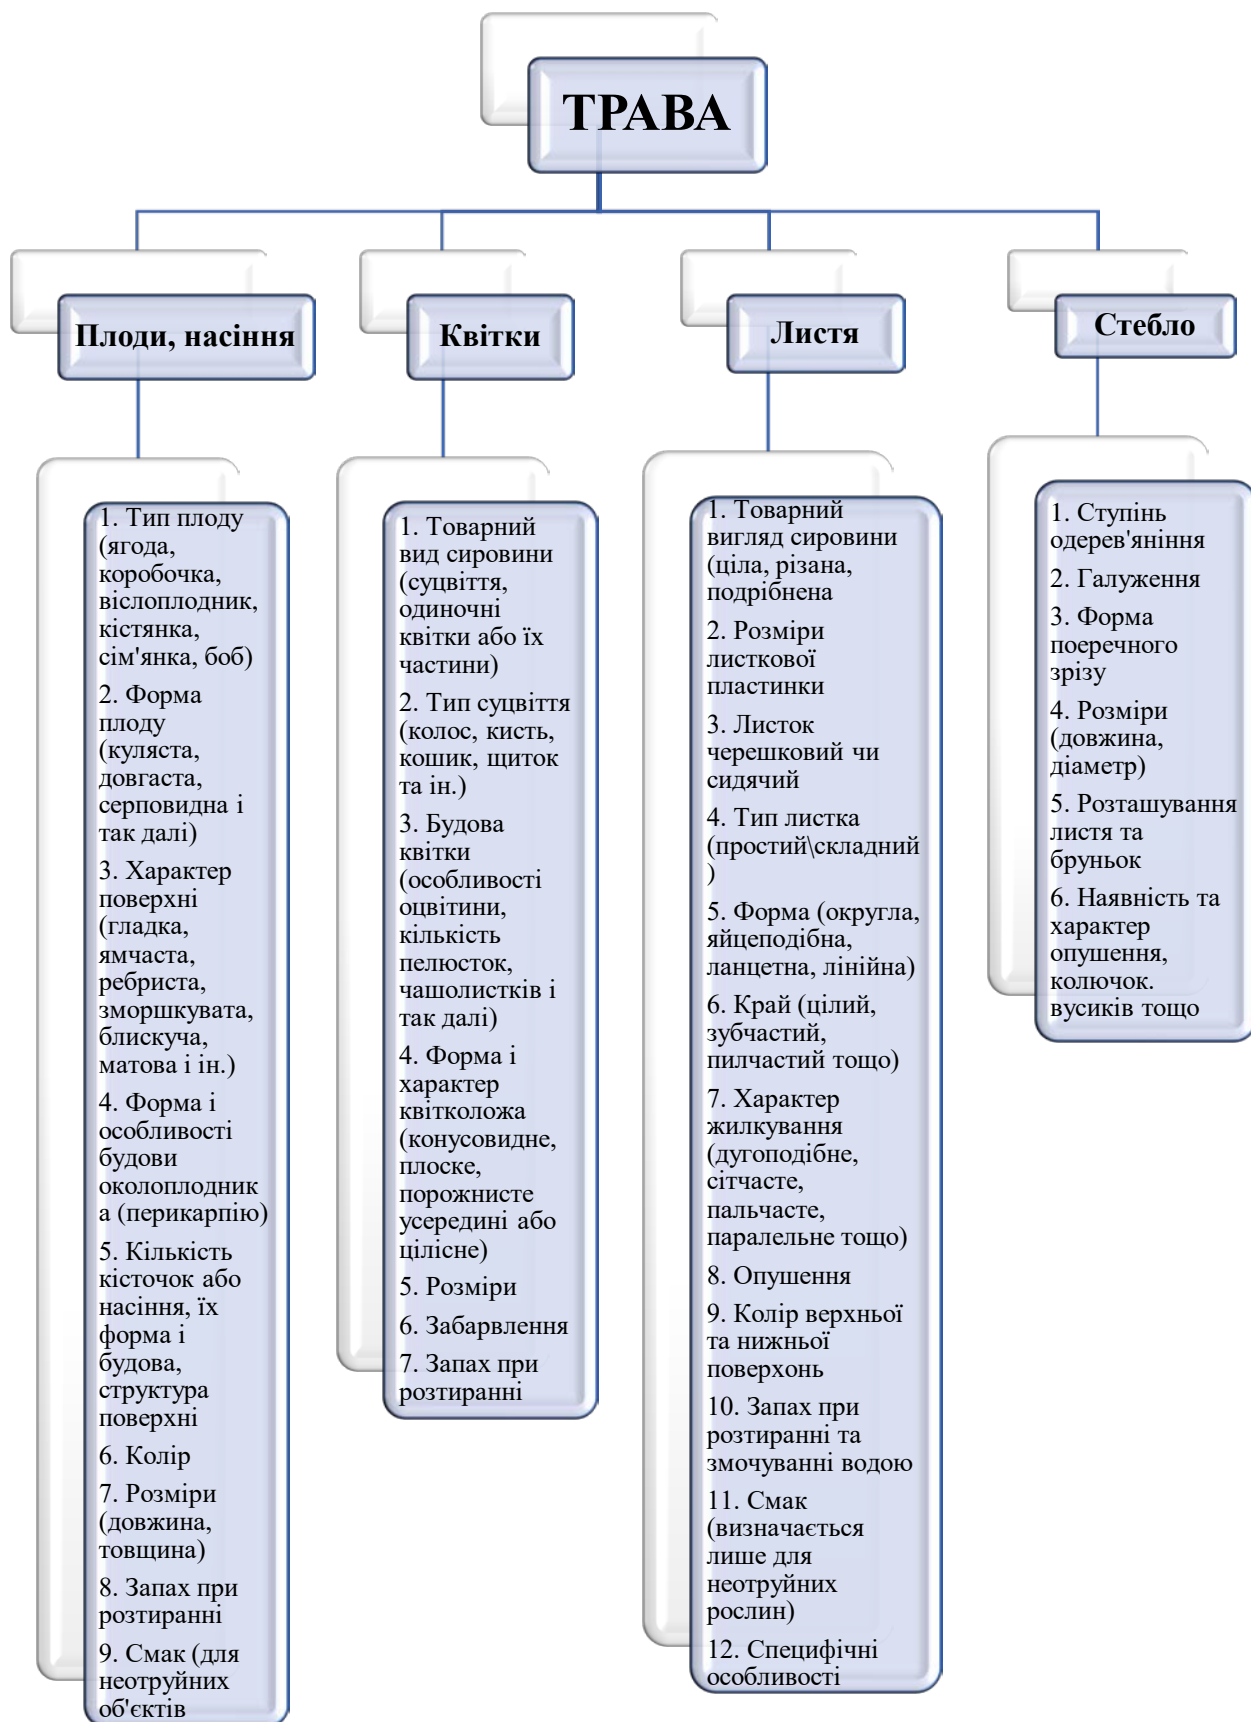 ТРАВА
Плоди, насіння
Квітки
Листя
Стебло
1. Тип плоду
(ягода,
коробочка,
віслоплодник,
кістянка,
сім'янка, боб)
2. Форма
плоду
(куляста,
довгаста,
серповидна і
так далі)
3. Характер
поверхні
(гладка,
ямчаста,
ребриста,
зморшкувата,
блискуча,
матова і ін.)
4. Форма і
особливості
будови
околоплодник
а (перикарпію)
5. Кількість
кісточок або
насіння, їх
форма і
будова,
структура
поверхні
6. Колір
7. Розміри
(довжина,
товщина)
8. Запах при
розтиранні
9. Смак (для
неотруйних
об'єктів
1. Товарний
вид сировини
(суцвіття,
одиночні
квітки або їх
частини)
2. Тип суцвіття
(колос, кисть,
кошик, щиток
та ін.)
3. Будова
квітки
(особливості
оцвітини,
кількість
пелюсток,
чашолистків і
так далі)
4. Форма і
характер
квітколожа
(конусовидне,
плоске,
порожнисте
усередині або
цілісне)
5. Розміри
6. Забарвлення
7. Запах при
розтиранні
1. Товарний
вигляд сировини
(ціла, різана,
подрібнена
2. Розміри
листкової
пластинки
3. Листок
черешковий чи
сидячий
4. Тип листка
(простий\складний
)
5. Форма (округла,
яйцеподібна,
ланцетна, лінійна)
6. Край (цілий,
зубчастий,
пилчастий тощо)
7. Характер
жилкування
(дугоподібне,
сітчасте,
пальчасте,
паралельне тощо)
8. Опушення
9. Колір верхньої
та нижньої
поверхонь
10. Запах при
розтиранні та
змочуванні водою
11. Смак
(визначається
лише для
неотруйних
рослин)
12. Специфічні
особливості
1. Ступінь
одерев'яніння
2. Галуження
3. Форма
поеречного
зрізу
4. Розміри
(довжина,
діаметр)
5. Розташування
листя та
бруньок
6. Наявність та
характер
опушення,
колючок.
вусиків тощо